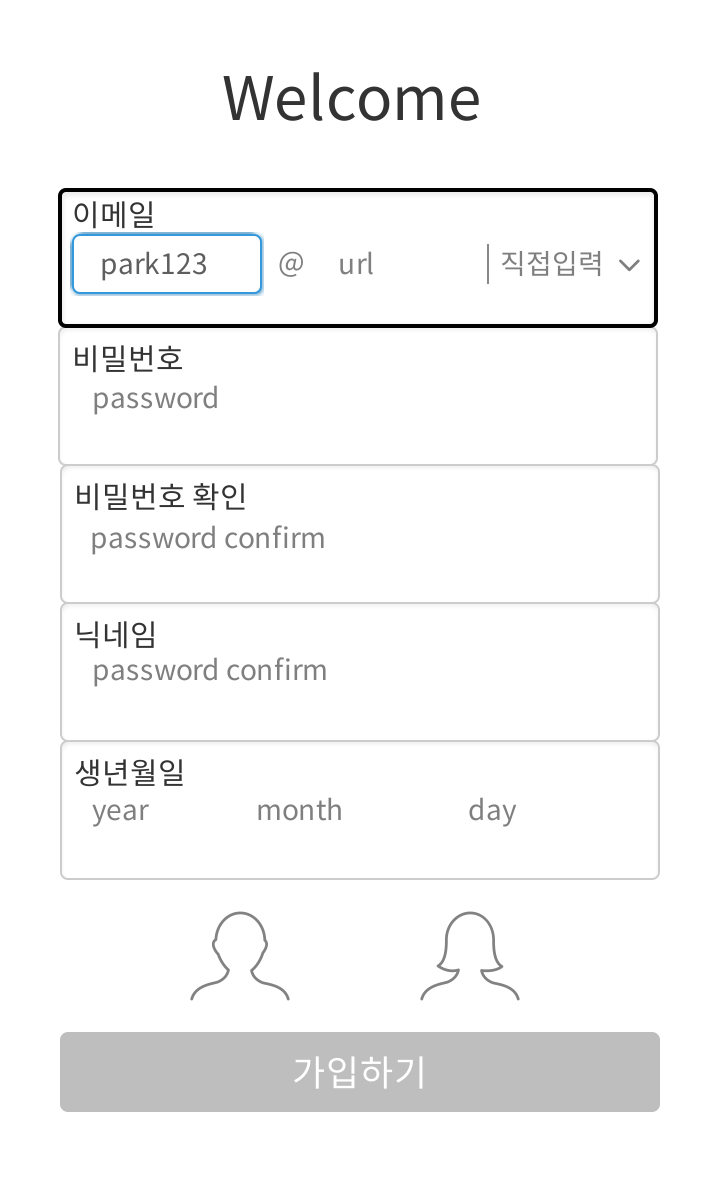 Welcome
이메일
park123 @ url 직접입력
비밀번호
password
비밀번호 확인
password confirm
닉네임
password confirm
생년월일
year month day
가입하기